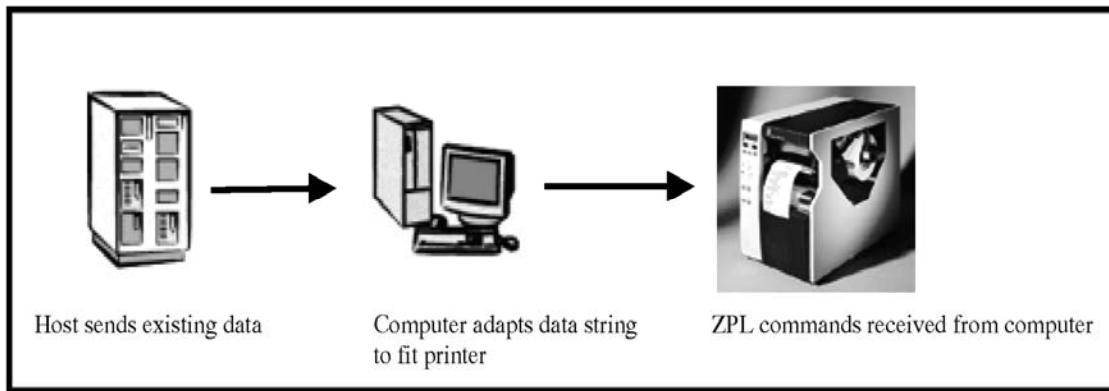 Host sends existing data
Computer adapts data string
to fit printer
ZPL commands received from computer